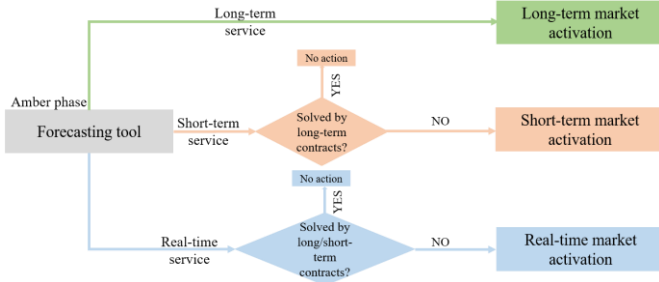 Long-term
service
Long-term market
activation
No action
YES
Amber phase
Forecasting tool
Short-term
service
Solved by
long-term
contracts?
NO
Short-term market
activation
No action
YES
Real-time
service
Solved by
long/short-
term
contracts?
NO
Real-time market
activation